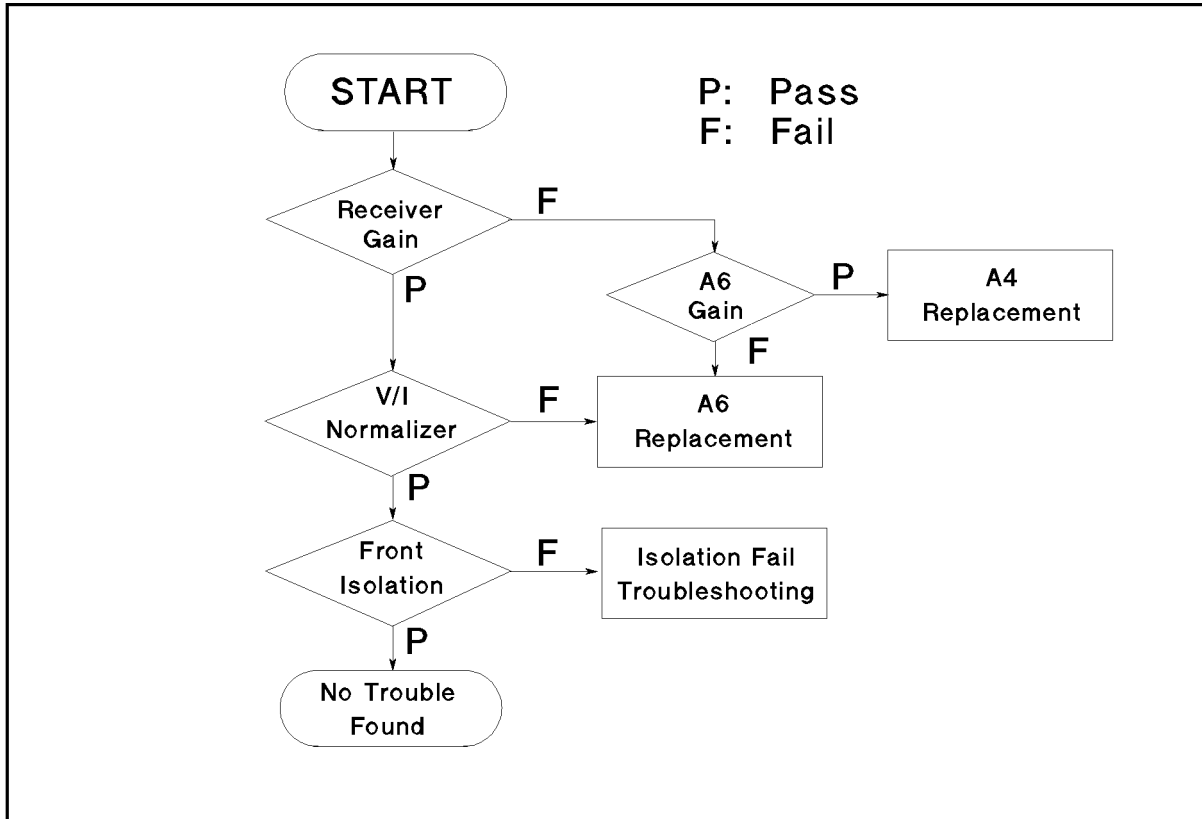 START
P: Pass
F: Fail
Receiver
Gain
F
P
A6
Gain
P
A4
Replacement
F
V/I
Normalizer
F
A6
Replacement
P
Front
Isolation
F
Isolation Fail
Troubleshooting
P
No Trouble
Found